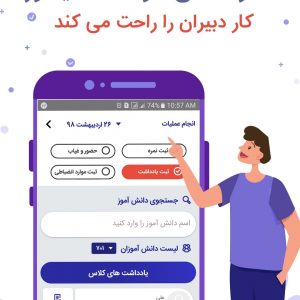 کار دبیران را راحت می کند
74% 10:57 AM
انجام عملیات
۲۶ اردیبهشت ۹۸
ثبت نمره
حضور و غیاب
ثبت یادداشت
ثبت موارد انضباطی
جستجوی دانش آموز
اسم دانش آموز را وارد کنید
لیست دانش آموزان
۷۰۱
یادداشت های کلاس
علی